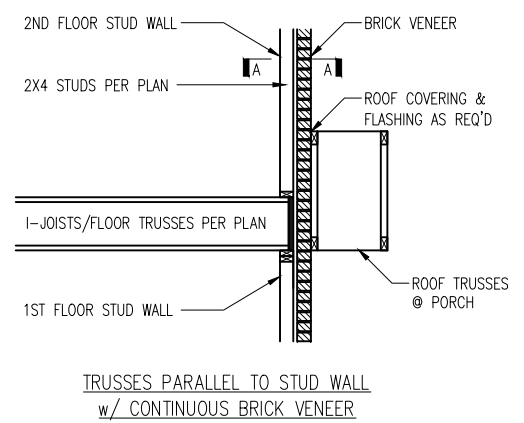 2ND FLOOR STUD WALL
BRICK VENEER
A
A
2X4 STUDS PER PLAN
ROOF COVERING &
FLASHING AS REQ'D
I-JOISTS/FLOOR TRUSSES PER PLAN
ROOF TRUSSES
@ PORCH
1ST FLOOR STUD WALL
TRUSSES PARALLEL TO STUD WALL
w/ CONTINUOUS BRICK VENEER